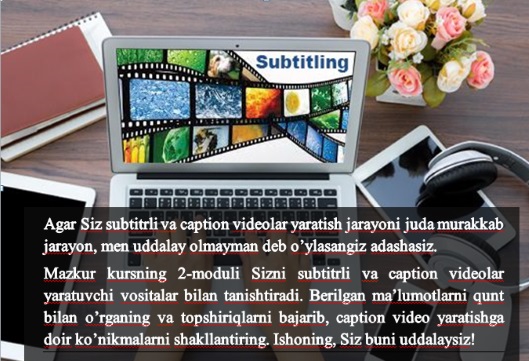 Subtitling
Agar Siz subtitrli va caption videolar yaratish jarayoni juda murakkab
jarayon, men uddalay olmayman deb o’ylasangiz adashasiz.
Mazkur kursning 2-moduli Sizni subtitrli va caption videolar
yaratuvchi vositalar bilan tanishtiradi. Berilgan ma’lumotlarni qunt
bilan o’rganing va topshiriqlarni bajarib, caption video yaratishga
doir ko’nikmalarni shakllantiring. Ishoning, Siz buni uddalaysiz!